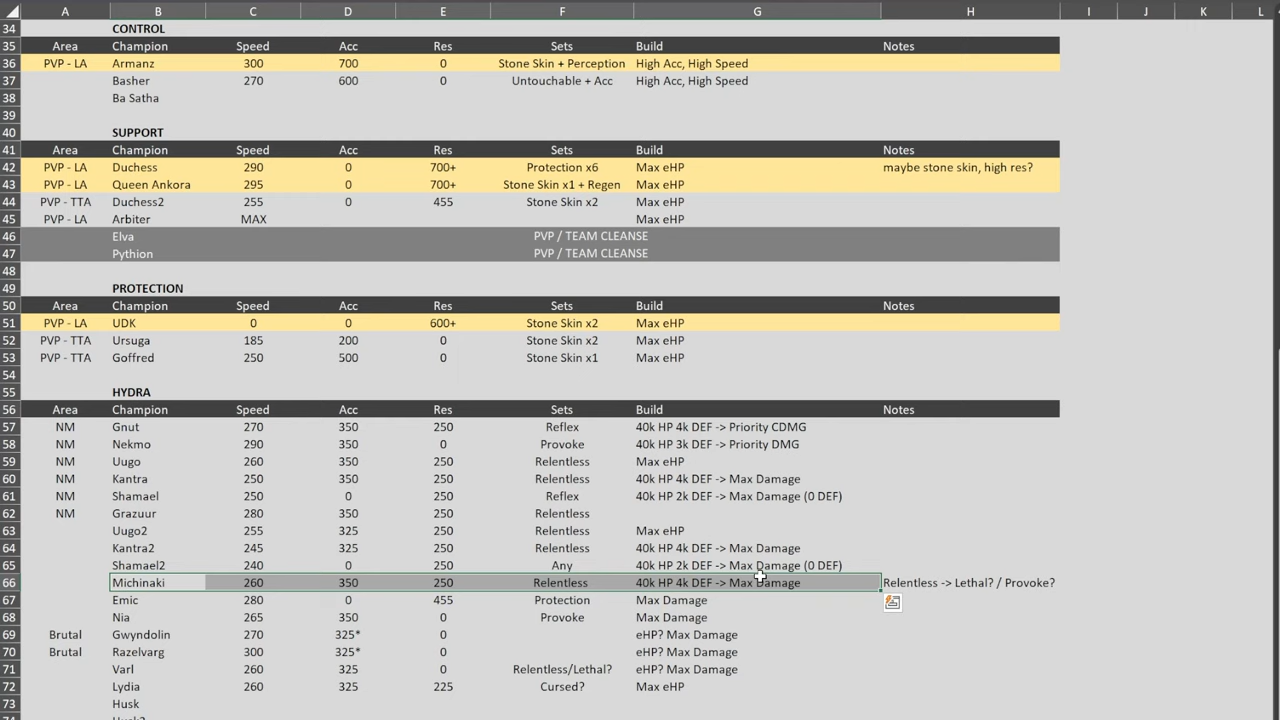 A B C D E F G H I J K L
34 CONTROL
35 Area Champion Speed Acc Res Sets Build Notes
36 PVP - LA Armanz 300 700 0 Stone Skin + Perception High Acc, High Speed
37 Basher 270 600 0 Untouchable + Acc High Acc, High Speed
38 Ba Satha
39
40 SUPPORT
41 Area Champion Speed Acc Res Sets Build Notes
42 PVP - LA Duchess 290 0 700+ Protection x6 Max eHP maybe stone skin, high res?
43 PVP - LA Queen Ankora 295 0 700+ Stone Skin x1 + Regen Max eHP
44 PVP - TTA Duchess2 255 0 455 Stone Skin x2 Max eHP
45 PVP - LA Arbiter MAX Max eHP
46 Elva PVP / TEAM CLEANSE
47 Pythion PVP / TEAM CLEANSE
48
49 PROTECTION
50 Area Champion Speed Acc Res Sets Build Notes
51 PVP - LA UDK 0 0 600+ Stone Skin x2 Max eHP
52 PVP - TTA Ursuga 185 200 0 Stone Skin x2 Max eHP
53 PVP - TTA Goffred 250 500 0 Stone Skin x1 Max eHP
54
55 HYDRA
56 Area Champion Speed Acc Res Sets Build Notes
57 NM Gnut 270 350 250 Reflex 40k HP 4k DEF -> Priority CDMG
58 NM Nekmo 290 350 0 Provoke 40k HP 3k DEF -> Priority DMG
59 NM Uugo 260 350 250 Relentless Max eHP
60 NM Kantra 250 350 250 Relentless 40k HP 4k DEF -> Max Damage
61 NM Shamael 250 0 250 Reflex 40k HP 2k DEF -> Max Damage (0 DEF)
62 NM Grazuur 280 350 250 Relentless
63 Uugo2 255 325 250 Relentless Max eHP
64 Kantra2 245 325 250 Relentless 40k HP 4k DEF -> Max Damage
65 Shamael2 240 0 250 Any 40k HP 2k DEF -> Max Damage (0 DEF)
66 Michinaki 260 350 250 Relentless 40k HP 4k DEF -> Max Damage Relentless -> Lethal? / Provoke?
67 Emic 280 0 455 Protection Max Damage
68 Nia 265 350 0 Provoke Max Damage
69 Brutal Gwyndolin 270 325* 0 eHP? Max Damage
70 Brutal Razelvarg 300 325* 0 eHP? Max Damage
71 Varl 260 325 0 Relentless/Lethal? eHP? Max Damage
72 Lydia 260 325 225 Cursed? Max eHP
73 Husk